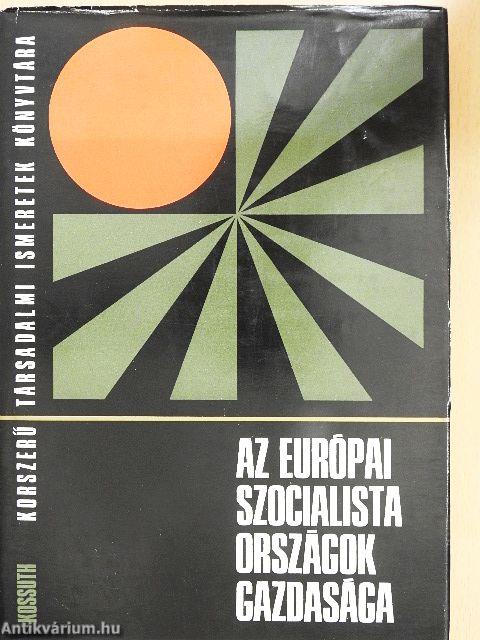 KOSSUTH KORSZERŰ TÁRSADALMI ISMERETEK KÖNYVTÁRA
AZ EURÓPAI
SZOCIALISTA
ORSZÁGOK
GAZDASÁGA
Antikvárium.hu